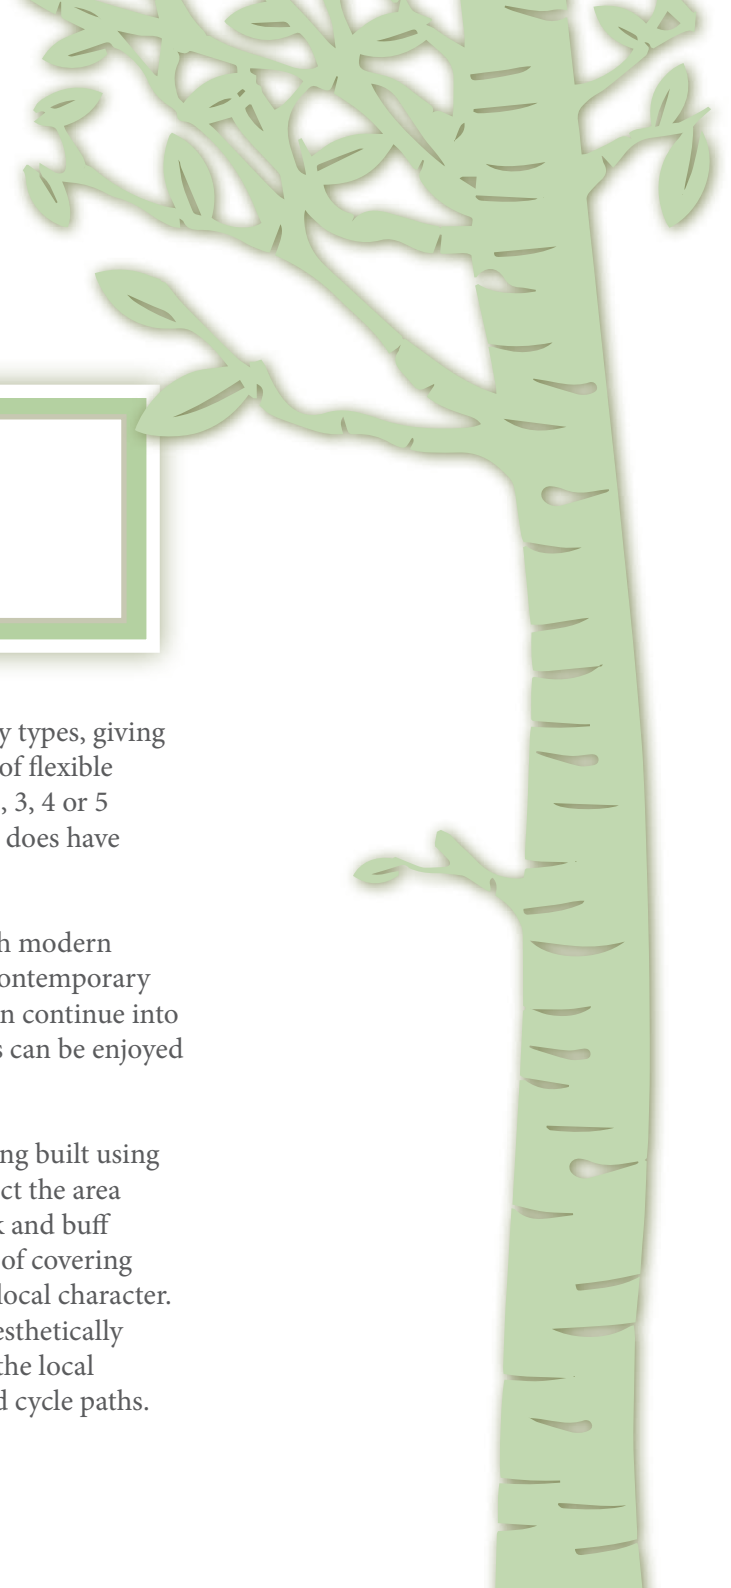 y types, giving
of flexible
, 3, 4 or 5
does have
h modern
ontemporary
n continue into
s can be enjoyed
ng built using
ct the area
k and buff
of covering
local character.
esthetically
the local
d cycle paths.